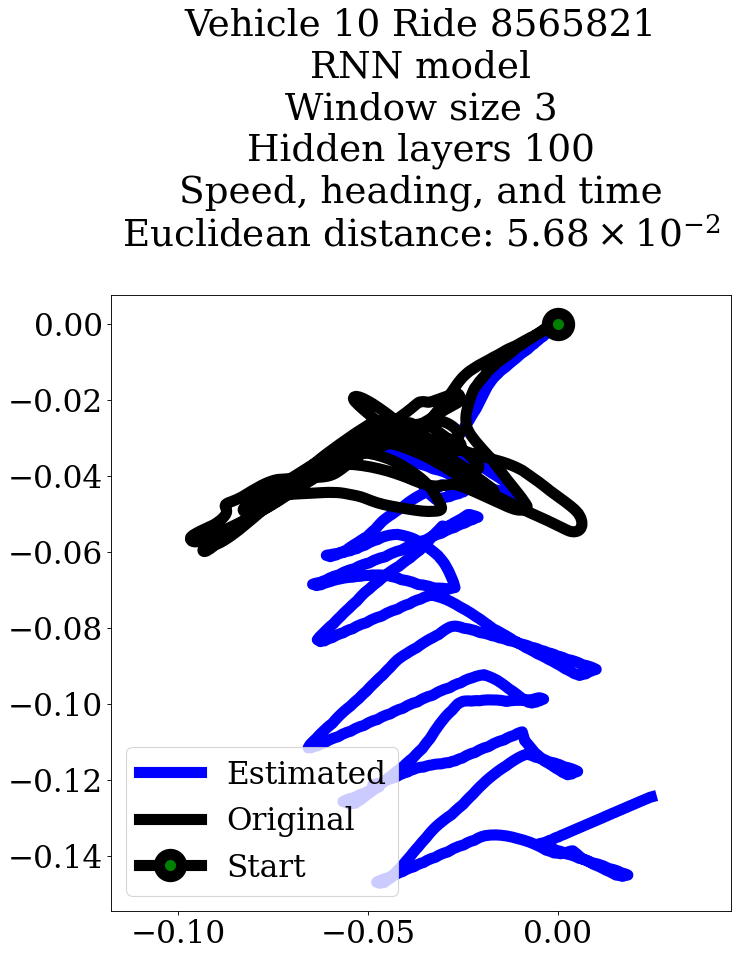 Vehicle 10 Ride 8565821
RNN model
Window size 3
Hidden layers 100
Speed, heading, and time
Euclidean distance: 5.68 × 10⁻²
0.00
−0.02
−0.04
−0.06
−0.08
−0.10
−0.12
−0.14
Estimated
Original
Start
−0.10 −0.05 0.00